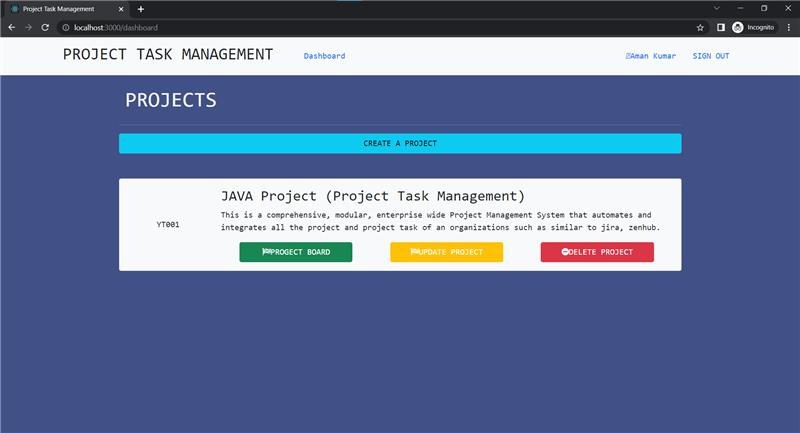 Project Task Management
localhost:3000/dashboard
Incognito
PROJECT TASK MANAGEMENT
Dashboard
Aman Kumar
SIGN OUT
PROJECTS
CREATE A PROJECT
YT001
JAVA Project (Project Task Management)
This is a comprehensive, modular, enterprise wide Project Management System that automates and
integrates all the project and project task of an organizations such as similar to jira, zenhub.
PROGECT BOARD
UPDATE PROJECT
DELETE PROJECT